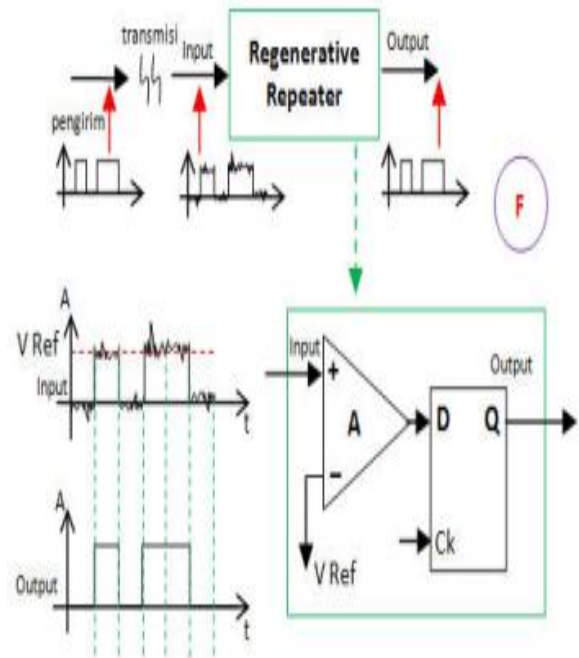 transmisi
Input
Regenerative
Repeater
Output
pengirim
F
A
V Ref
Input
t
A
Output
t
Input
+
A
−
V Ref
D
Q
Ck
Output